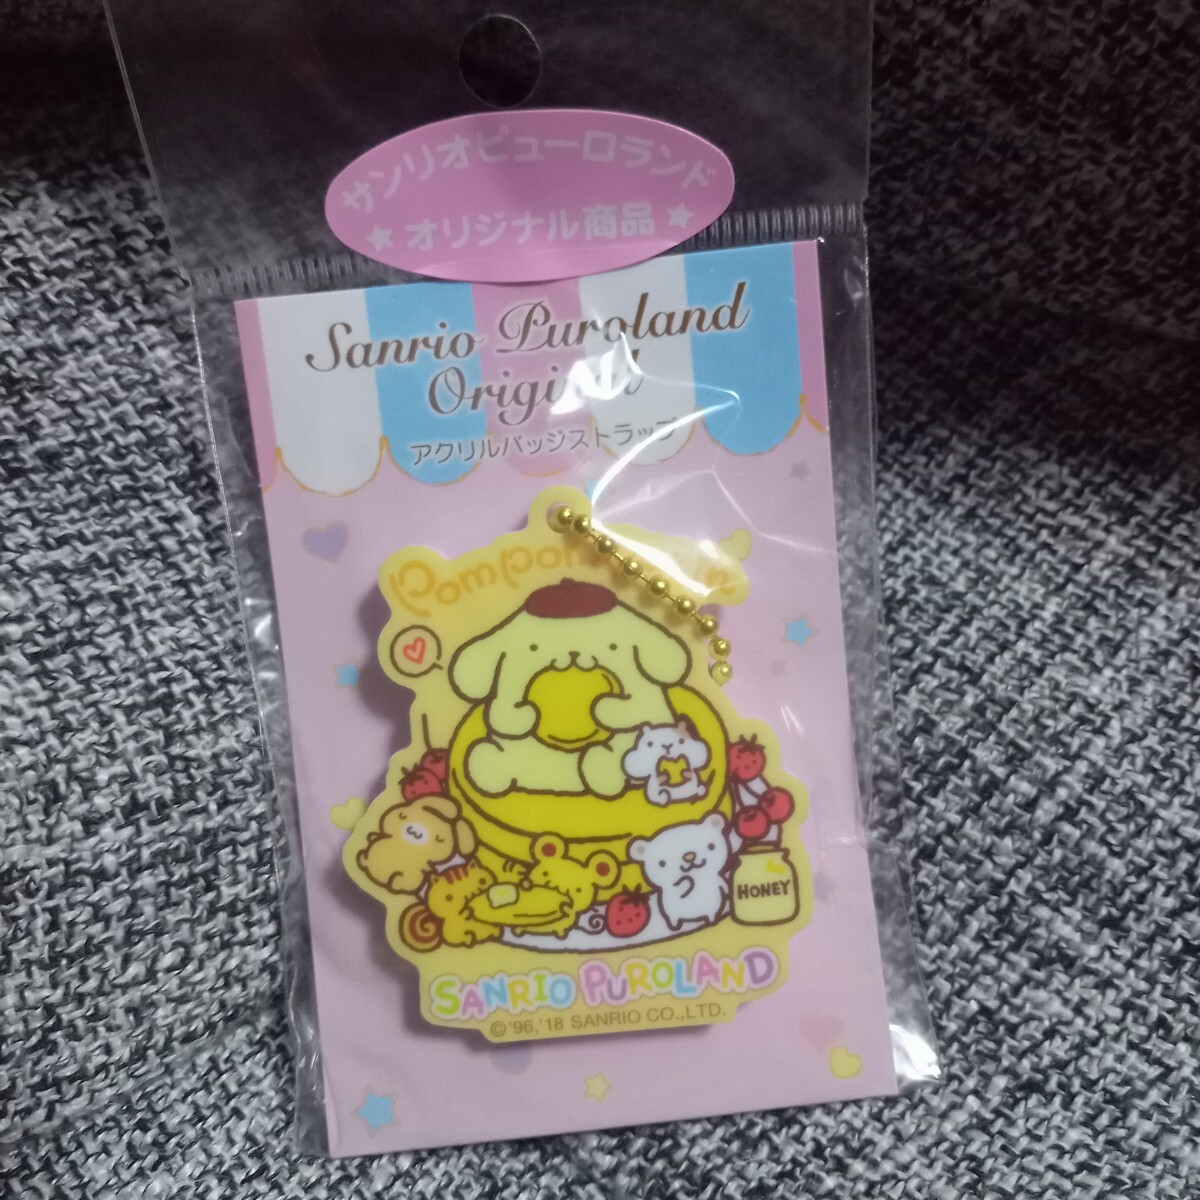 サンリオピューロランド
★オリジナル商品★
Sanrio Puroland
Original
アクリルバッジストラップ
Pompompurin
HONEY
SANRIO PUROLAND
©'96,'18 SANRIO CO.,LTD.